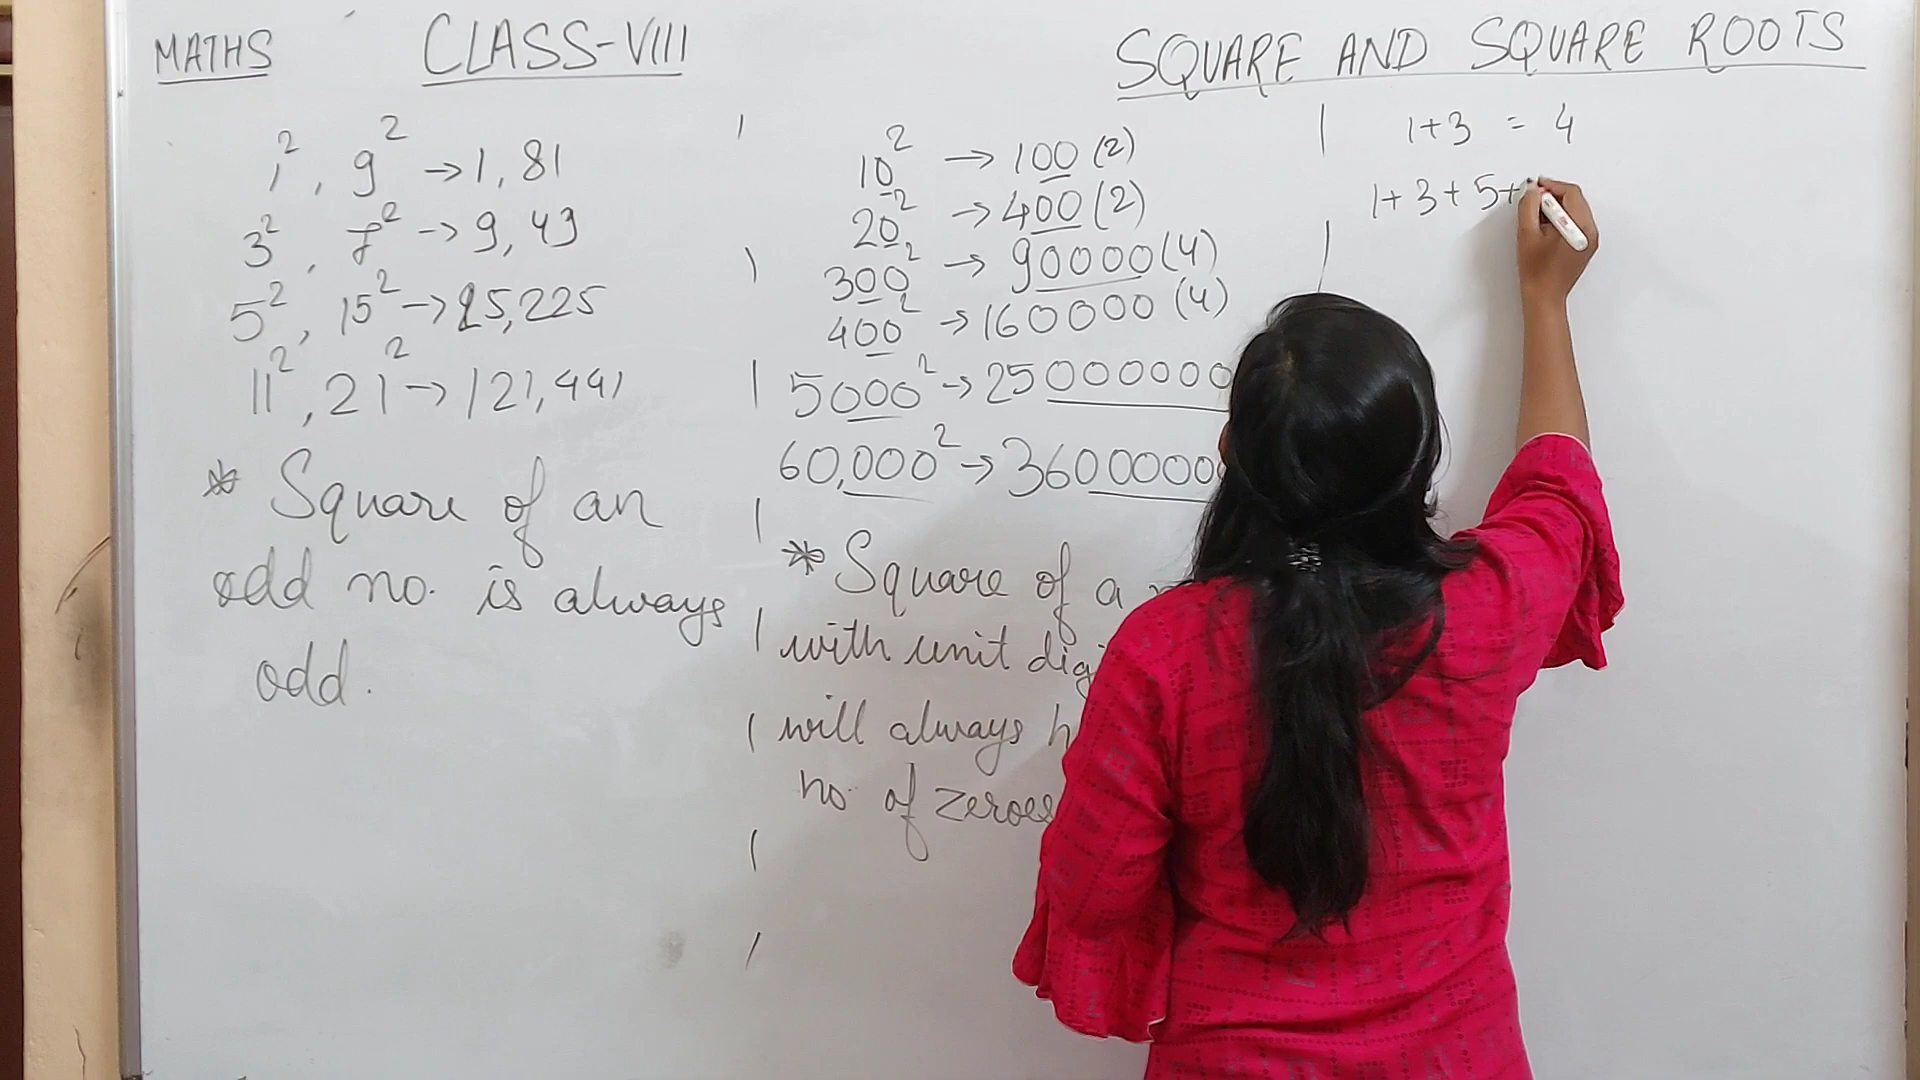 MATHS CLASS-VIII SQUARE AND SQUARE ROOTS
1², 9² → 1, 81
3², 7² → 9, 49
5², 15² → 25, 225
11², 21² → 121, 441
* Square of an
odd no. is always
odd.
10² → 100 (2)
20² → 400 (2)
300² → 90000 (4)
400² → 160000 (4)
5000² → 25000000
60,000² → 3600000
* Square of a
with unit
will always
no. of zeroes
1+3 = 4
1+3+5+